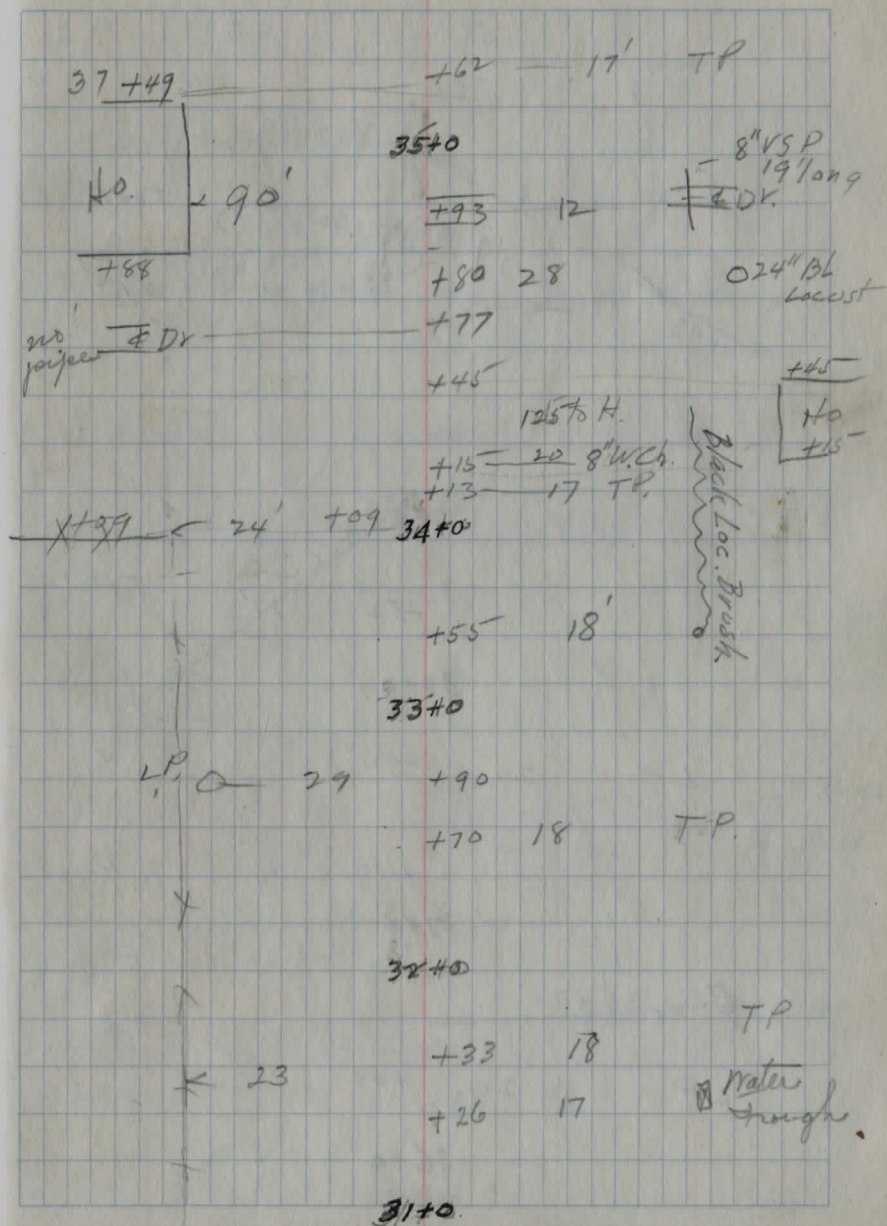 +62 17' TP
37 +49
35+0
8" VSP
19' long
Ho. 90'
+93 12 ℄ Dr.
+88
+80 28 24" BL
Locust
+77
no
pipe ℄ Dr
+45 +45
125 to H. Ho
+15 20 8" W.Ch. +15
+13 17 TP.
Black Loc. Brush
24' +09 34+0
+55 18'
33+0
L.P. 29 +90
+70 18 T.P.
32+0
TP
+33 18
23
Water
+26 17 trough
31+0